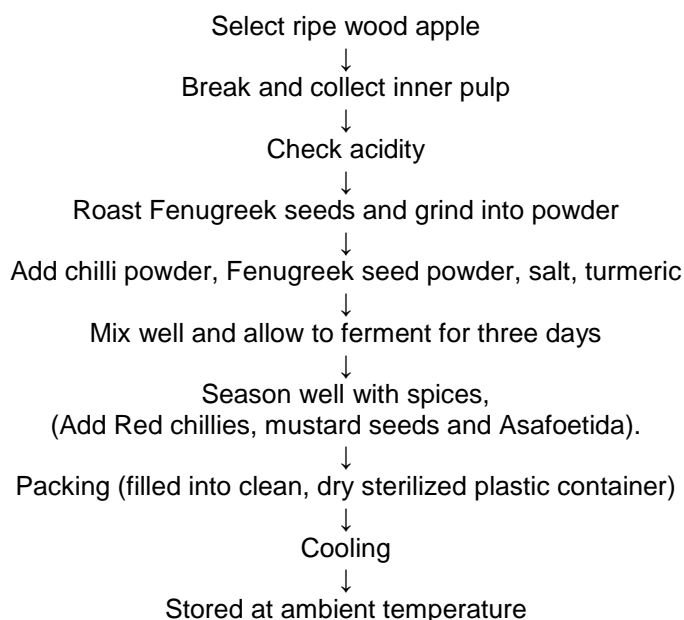 Select ripe wood apple
↓
Break and collect inner pulp
↓
Check acidity
↓
Roast Fenugreek seeds and grind into powder
↓
Add chilli powder, Fenugreek seed powder, salt, turmeric
↓
Mix well and allow to ferment for three days
↓
Season well with spices,
(Add Red chillies, mustard seeds and Asafoetida).
↓
Packing (filled into clean, dry sterilized plastic container)
↓
Cooling
↓
Stored at ambient temperature